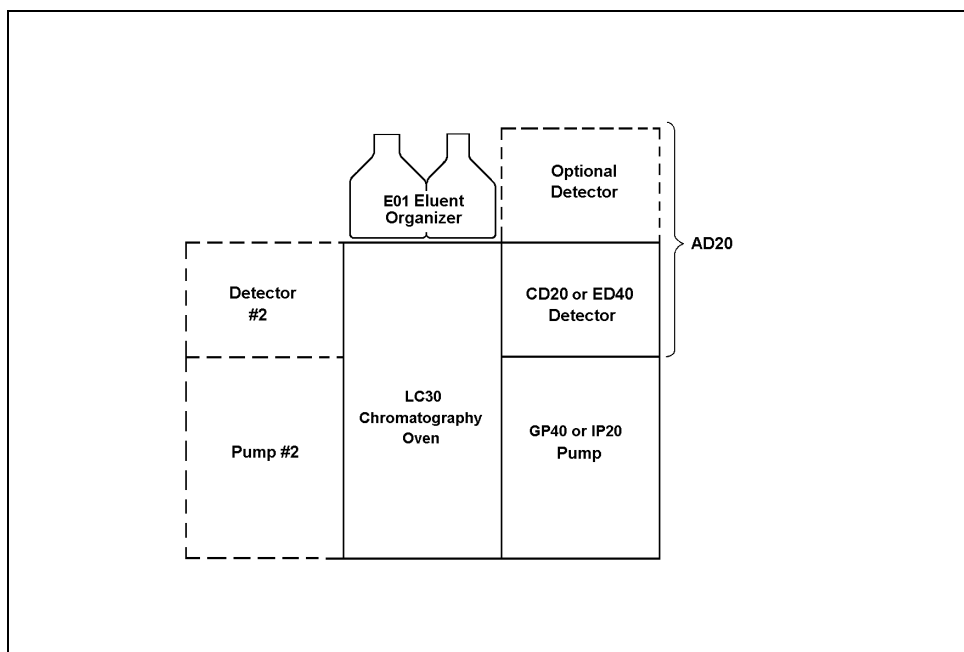 E01 Eluent
Organizer
Optional
Detector
AD20
Detector
#2
CD20 or ED40
Detector
LC30
Chromatography
Oven
Pump #2
GP40 or IP20
Pump